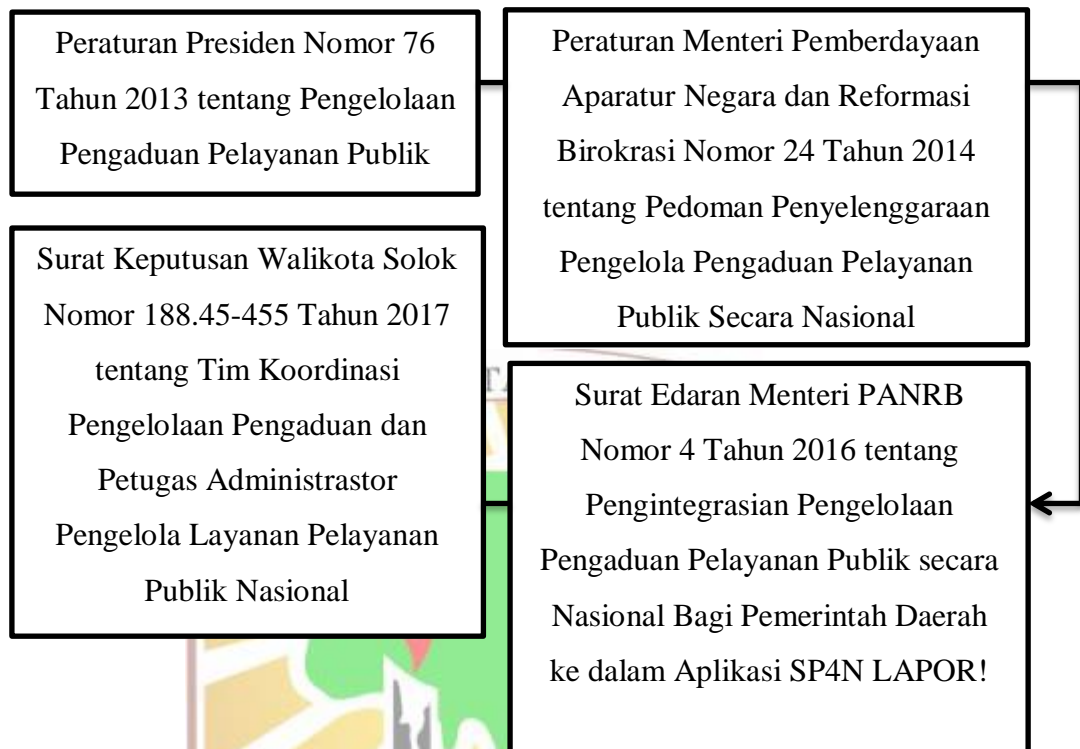 Peraturan Presiden Nomor 76
Tahun 2013 tentang Pengelolaan
Pengaduan Pelayanan Publik
Peraturan Menteri Pemberdayaan
Aparatur Negara dan Reformasi
Birokrasi Nomor 24 Tahun 2014
tentang Pedoman Penyelenggaraan
Pengelola Pengaduan Pelayanan
Publik Secara Nasional
Surat Edaran Menteri PANRB
Nomor 4 Tahun 2016 tentang
Pengintegrasian Pengelolaan
Pengaduan Pelayanan Publik secara
Nasional Bagi Pemerintah Daerah
ke dalam Aplikasi SP4N LAPOR!
Surat Keputusan Walikota Solok
Nomor 188.45-455 Tahun 2017
tentang Tim Koordinasi
Pengelolaan Pengaduan dan
Petugas Administrastor
Pengelola Layanan Pelayanan
Publik Nasional